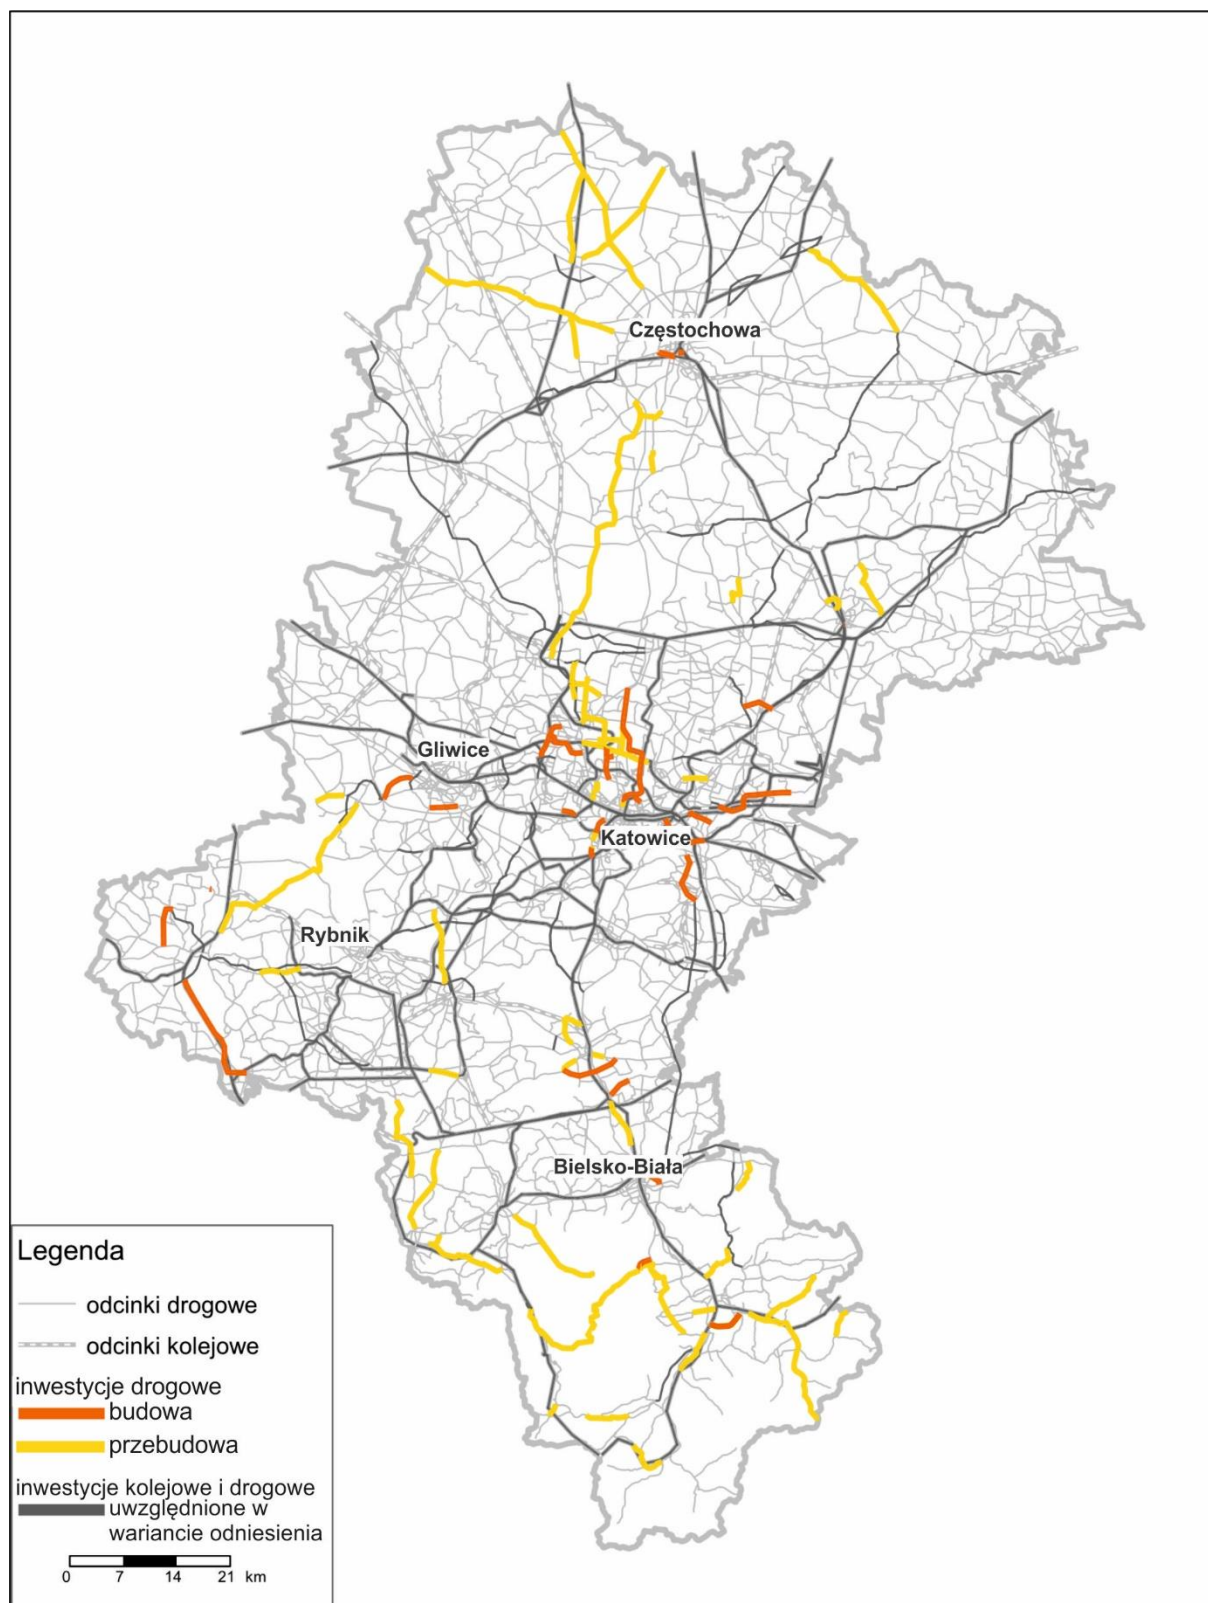 Częstochowa
Gliwice
Katowice
Rybnik
Bielsko-Biała
Legenda
odcinki drogowe
odcinki kolejowe
inwestycje drogowe
budowa
przebudowa
inwestycje kolejowe i drogowe
uwzględnione w
wariancie odniesienia
0 7 14 21 km